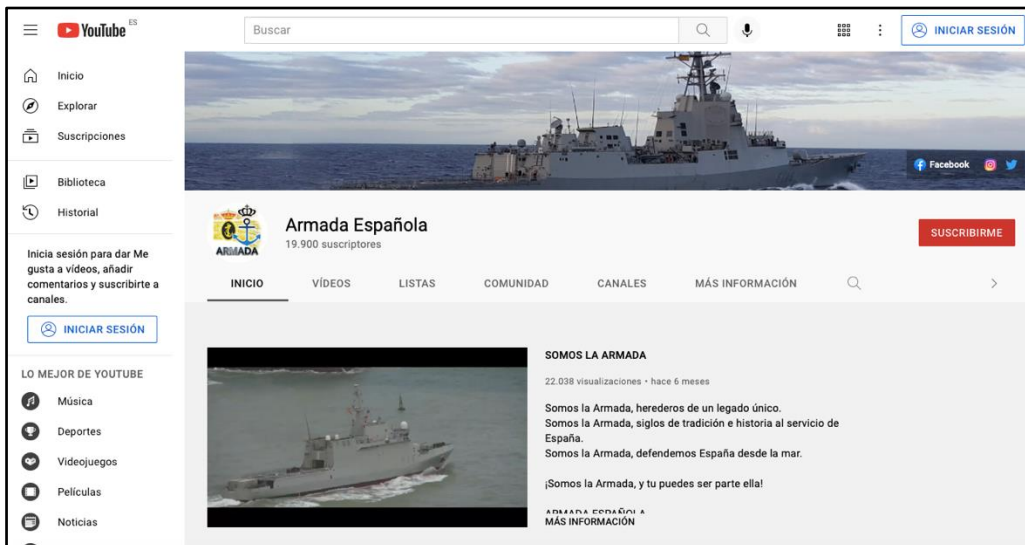 YouTube ES
Buscar
INICIAR SESIÓN
Inicio
Explorar
Suscripciones
Biblioteca
Historial
Inicia sesión para dar Me
gusta a vídeos, añadir
comentarios y suscribirte a
canales.
INICIAR SESIÓN
LO MEJOR DE YOUTUBE
Música
Deportes
Videojuegos
Películas
Noticias
Facebook
ARMADA
Armada Española
19.900 suscriptores
SUSCRIBIRME
INICIO VÍDEOS LISTAS COMUNIDAD CANALES MÁS INFORMACIÓN
SOMOS LA ARMADA
22.038 visualizaciones • hace 6 meses
Somos la Armada, herederos de un legado único.
Somos la Armada, siglos de tradición e historia al servicio de
España.
Somos la Armada, defendemos España desde la mar.
¡Somos la Armada, y tu puedes ser parte ella!
ARMADA ESPAÑOLA
MÁS INFORMACIÓN